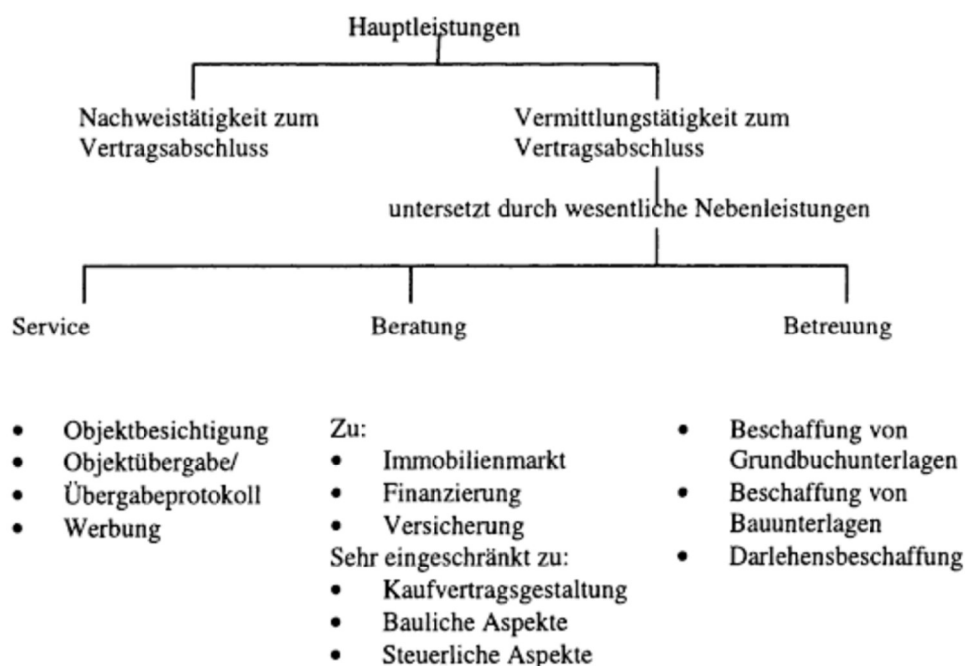 Hauptleistungen
Nachweistätigkeit zum
Vertragsabschluss
Vermittlungstätigkeit zum
Vertragsabschluss
untersetzt durch wesentliche Nebenleistungen
Service
Beratung
Betreuung
• Objektbesichtigung
• Objektübergabe/
• Übergabeprotokoll
• Werbung
Zu:
• Immobilienmarkt
• Finanzierung
• Versicherung
Sehr eingeschränkt zu:
• Kaufvertragsgestaltung
• Bauliche Aspekte
• Steuerliche Aspekte
• Beschaffung von
Grundbuchunterlagen
• Beschaffung von
Bauunterlagen
• Darlehensbeschaffung